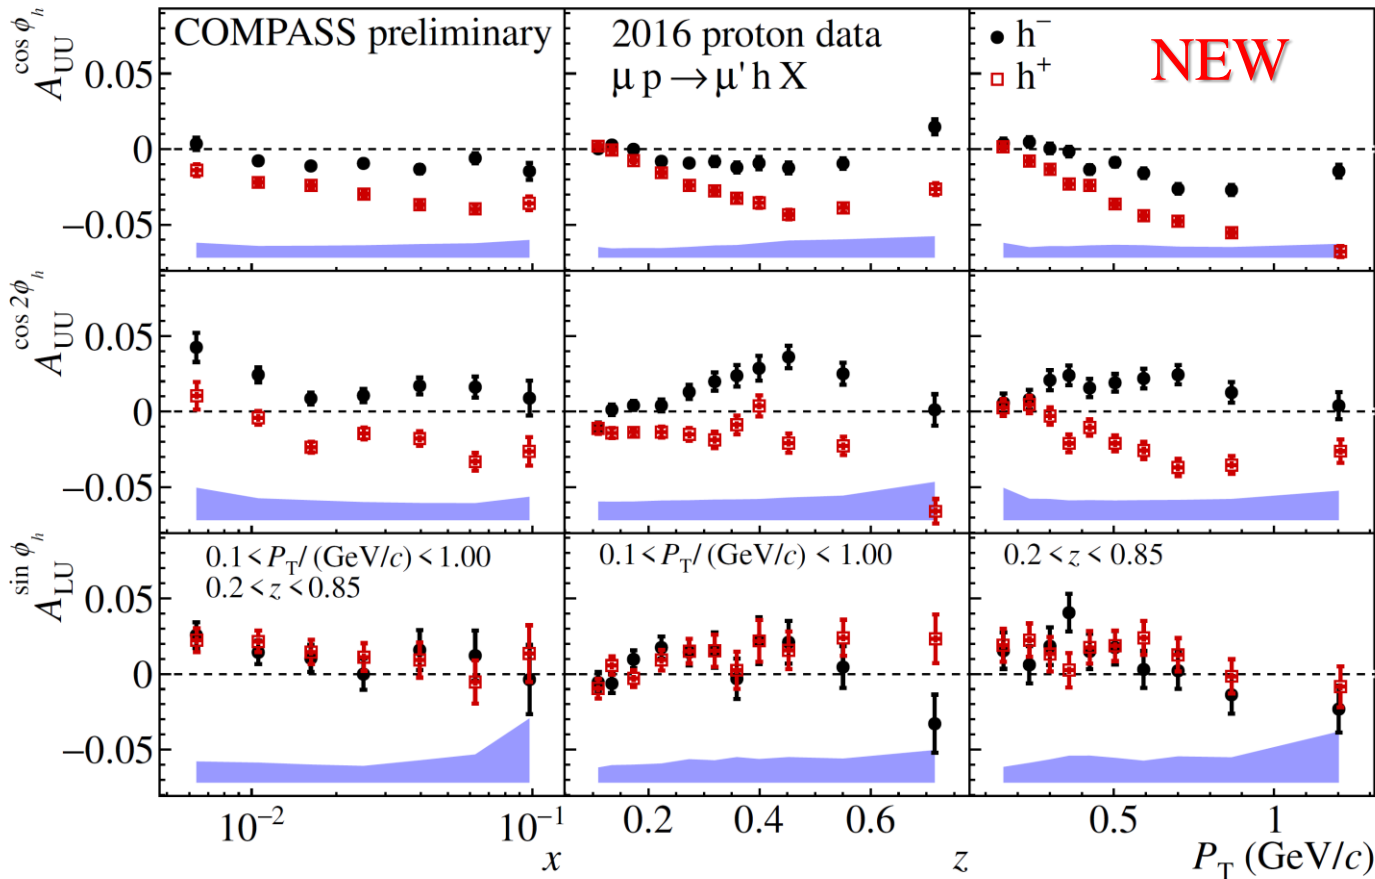 COMPASS preliminary
2016 proton data
μ p → μ' h X
h⁻
h⁺
NEW
A_UU^{cos ϕ_h}
0.05
0
−0.05
A_UU^{cos 2ϕ_h}
0.05
0
−0.05
A_LU^{sin ϕ_h}
0.1 < P_T / (GeV/c) < 1.00
0.2 < z < 0.85
0.1 < P_T / (GeV/c) < 1.00
0.2 < z < 0.85
0.05
0
−0.05
10⁻² 10⁻¹ 0.2 0.4 0.6 0.5 1
x z P_T (GeV/c)